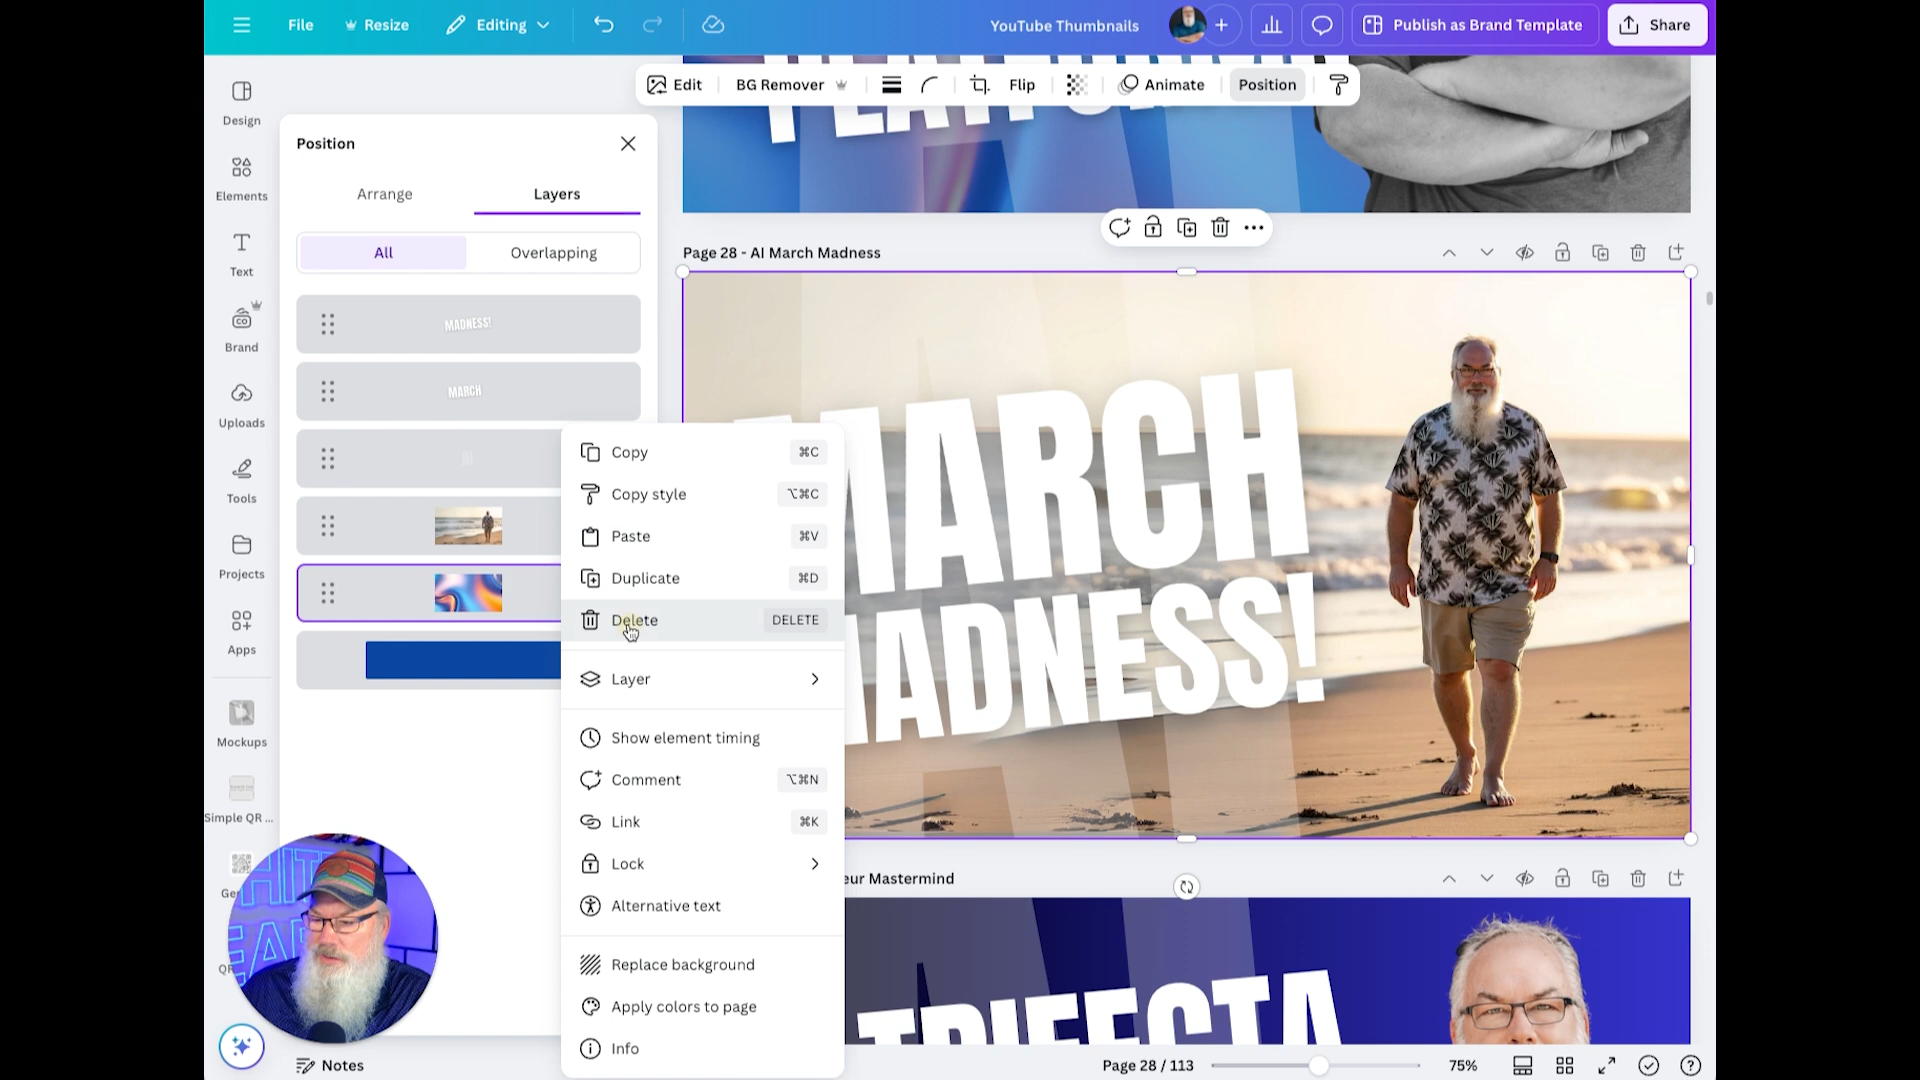 File
Resize
Editing
YouTube Thumbnails
Publish as Brand Template
Share
Edit
BG Remover
Flip
Animate
Position
Design
Elements
Text
Brand
CO
Uploads
Tools
Projects
Apps
Mockups
Simple QR ...
Position
Arrange
Layers
All
Overlapping
MADNESS!
MARCH
AI
Copy
⌘C
Copy style
⌥⌘C
Paste
⌘V
Duplicate
⌘D
Delete
DELETE
Layer
Show element timing
Comment
⌥⌘N
Link
⌘K
Lock
Alternative text
Replace background
Apply colors to page
Info
Page 28 - AI March Madness
MARCH
MADNESS!
eur Mastermind
TRIFECTA
Notes
Page 28 / 113
75%